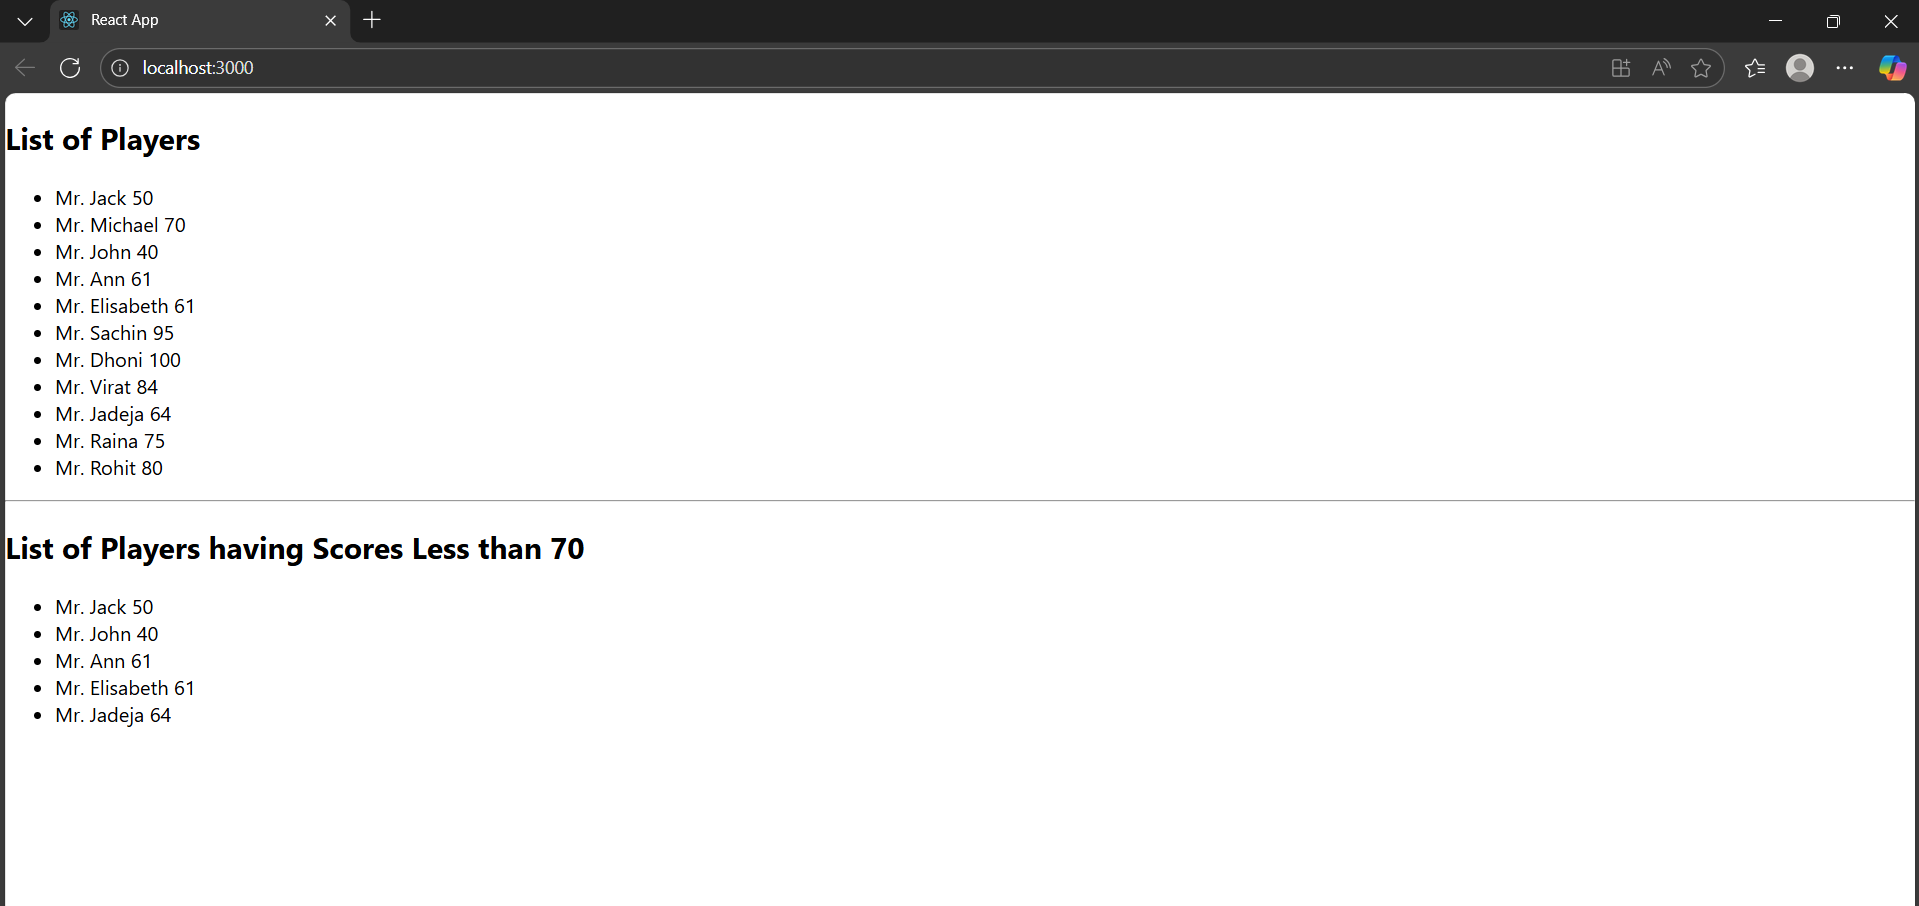 React App
localhost:3000
List of Players
Mr. Jack 50
Mr. Michael 70
Mr. John 40
Mr. Ann 61
Mr. Elisabeth 61
Mr. Sachin 95
Mr. Dhoni 100
Mr. Virat 84
Mr. Jadeja 64
Mr. Raina 75
Mr. Rohit 80
List of Players having Scores Less than 70
Mr. Jack 50
Mr. John 40
Mr. Ann 61
Mr. Elisabeth 61
Mr. Jadeja 64